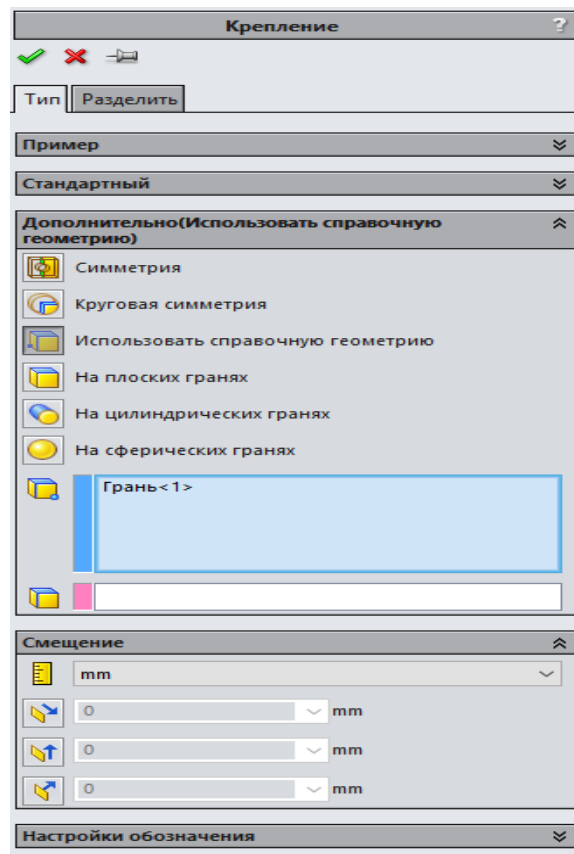 Крепление ?
Тип Разделить
Пример
Стандартный
Дополнительно(Использовать справочную
геометрию)
Симметрия
Круговая симметрия
Использовать справочную геометрию
На плоских гранях
На цилиндрических гранях
На сферических гранях
Грань<1>
Смещение
mm
0 mm
0 mm
0 mm
Настройки обозначения